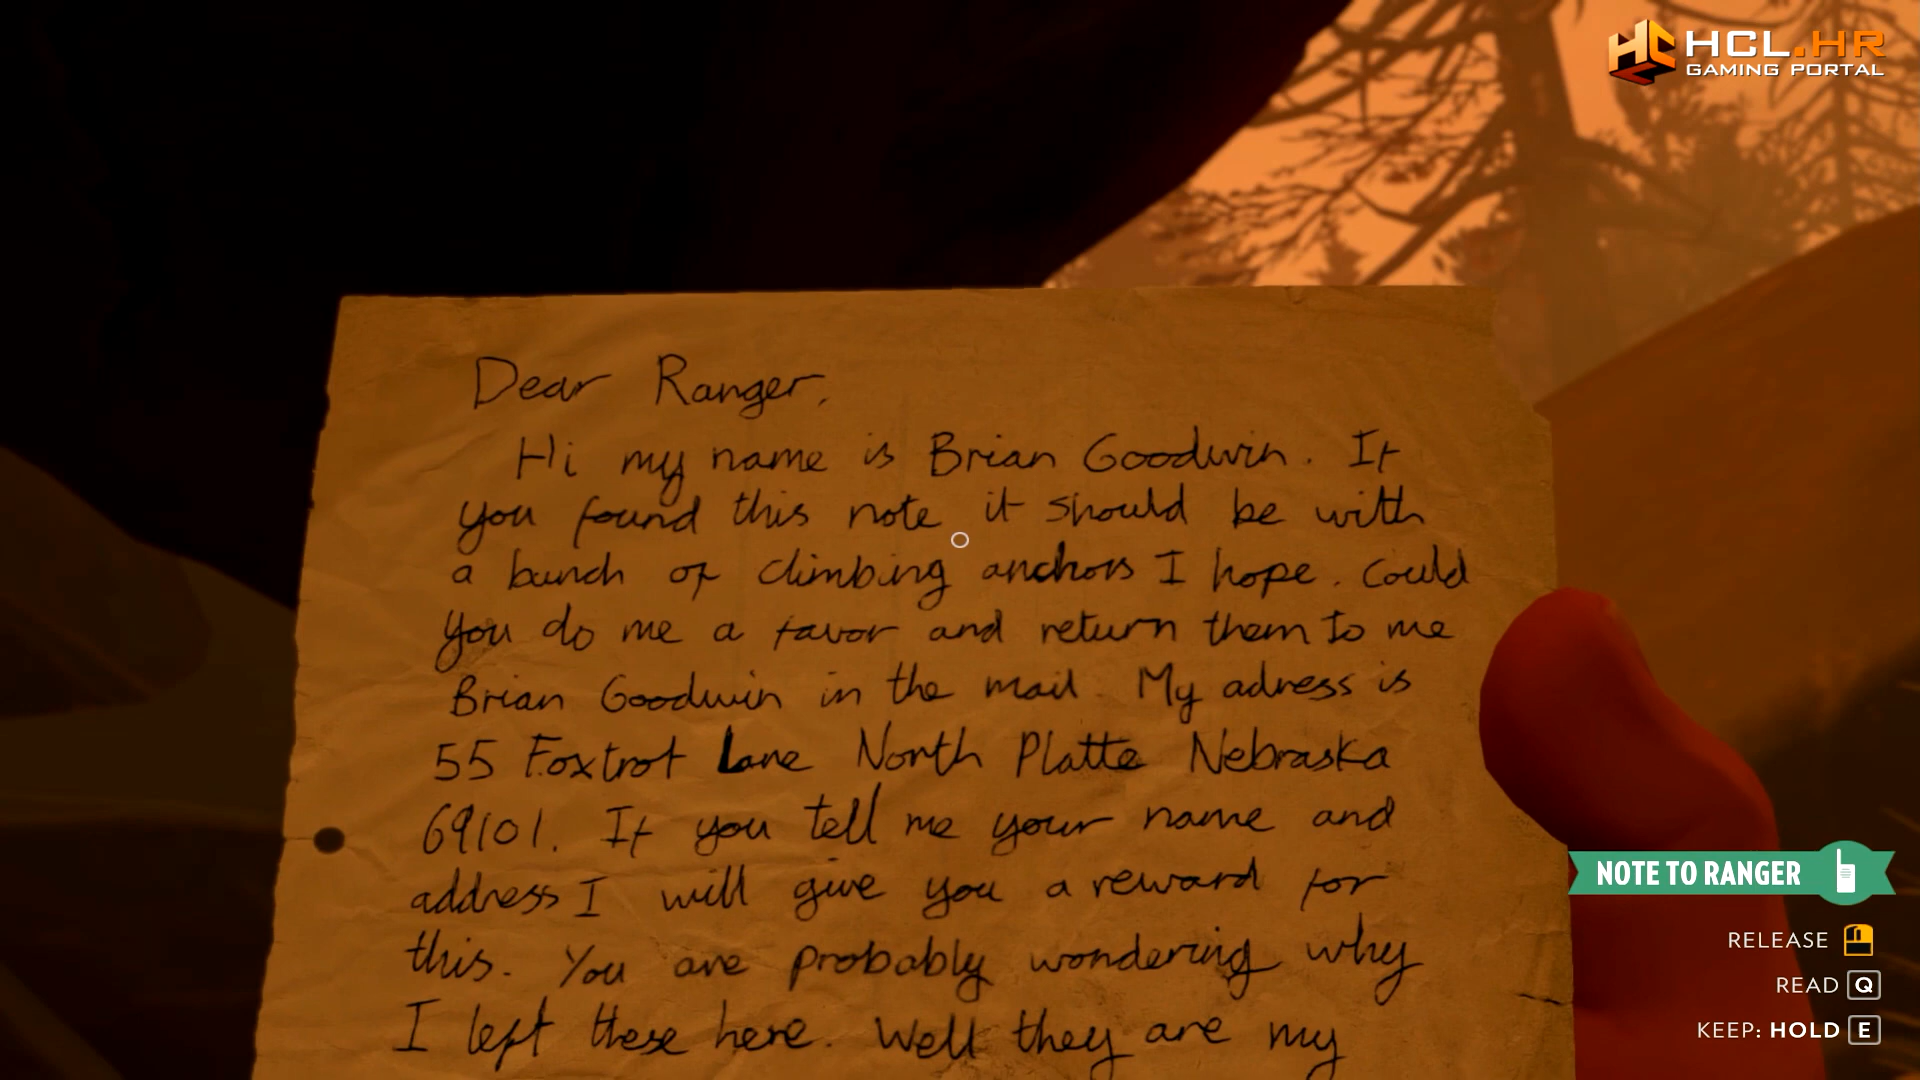 HCL.HR
GAMING PORTAL
Dear Ranger,
Hi my name is Brian Goodwin. If
you found this note it should be with
a bunch of climbing anchors I hope. Could
you do me a favor and return them to me
Brian Goodwin in the mail My adress is
55 Foxtrot Lane North Platte Nebraska
69101. If you tell me your name and
address I will give you a reward for
this. You are probably wondering why
I left these here. Well they are my
NOTE TO RANGER
RELEASE
READ Q
KEEP: HOLD E